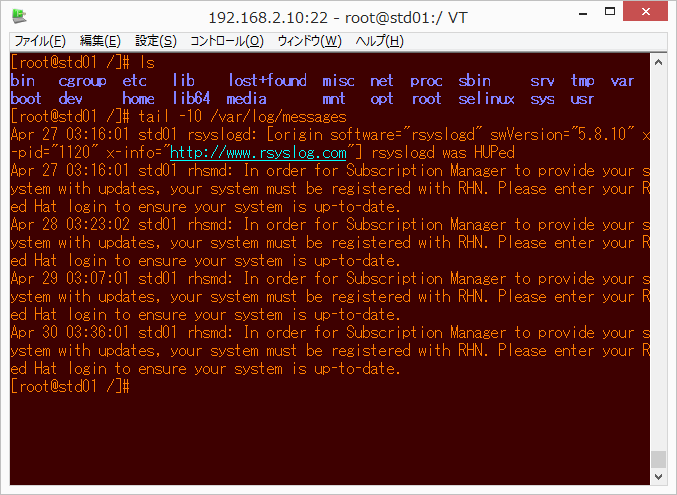 192.168.2.10:22 - root@std01:/ VT
ファイル(F) 編集(E) 設定(S) コントロール(O) ウィンドウ(W) ヘルプ(H)
[root@std01 /]# ls
bin cgroup etc lib lost+found misc net proc sbin srv tmp var
boot dev home lib64 media mnt opt root selinux sys usr
[root@std01 /]# tail -10 /var/log/messages
Apr 27 03:16:01 std01 rsyslogd: [origin software="rsyslogd" swVersion="5.8.10" x
-pid="1120" x-info="http://www.rsyslog.com"] rsyslogd was HUPed
Apr 27 03:16:01 std01 rhsmd: In order for Subscription Manager to provide your s
ystem with updates, your system must be registered with RHN. Please enter your R
ed Hat login to ensure your system is up-to-date.
Apr 28 03:23:02 std01 rhsmd: In order for Subscription Manager to provide your s
ystem with updates, your system must be registered with RHN. Please enter your R
ed Hat login to ensure your system is up-to-date.
Apr 29 03:07:01 std01 rhsmd: In order for Subscription Manager to provide your s
ystem with updates, your system must be registered with RHN. Please enter your R
ed Hat login to ensure your system is up-to-date.
Apr 30 03:36:01 std01 rhsmd: In order for Subscription Manager to provide your s
ystem with updates, your system must be registered with RHN. Please enter your R
ed Hat login to ensure your system is up-to-date.
[root@std01 /]#